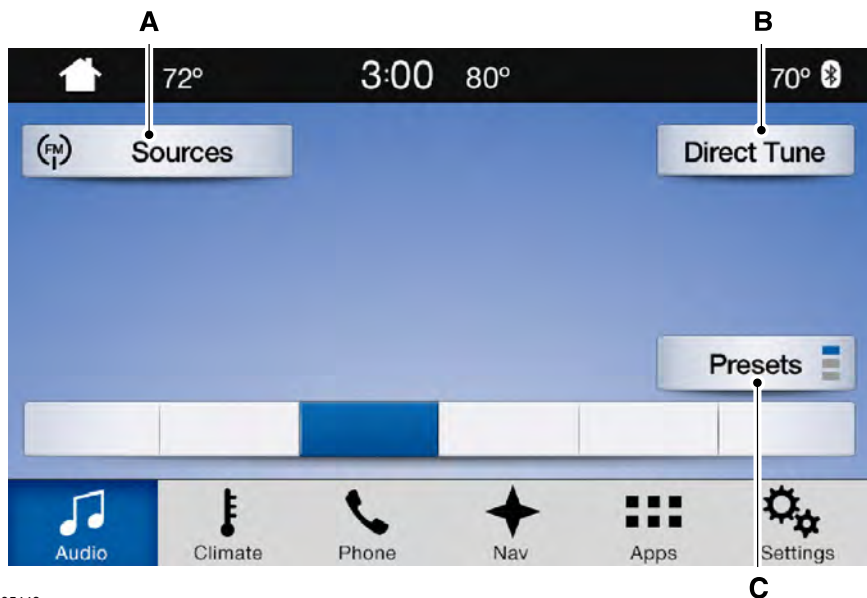 A B
72° 3:00 80° 70°
FM Sources Direct Tune
Presets
Audio Climate Phone Nav Apps Settings
C